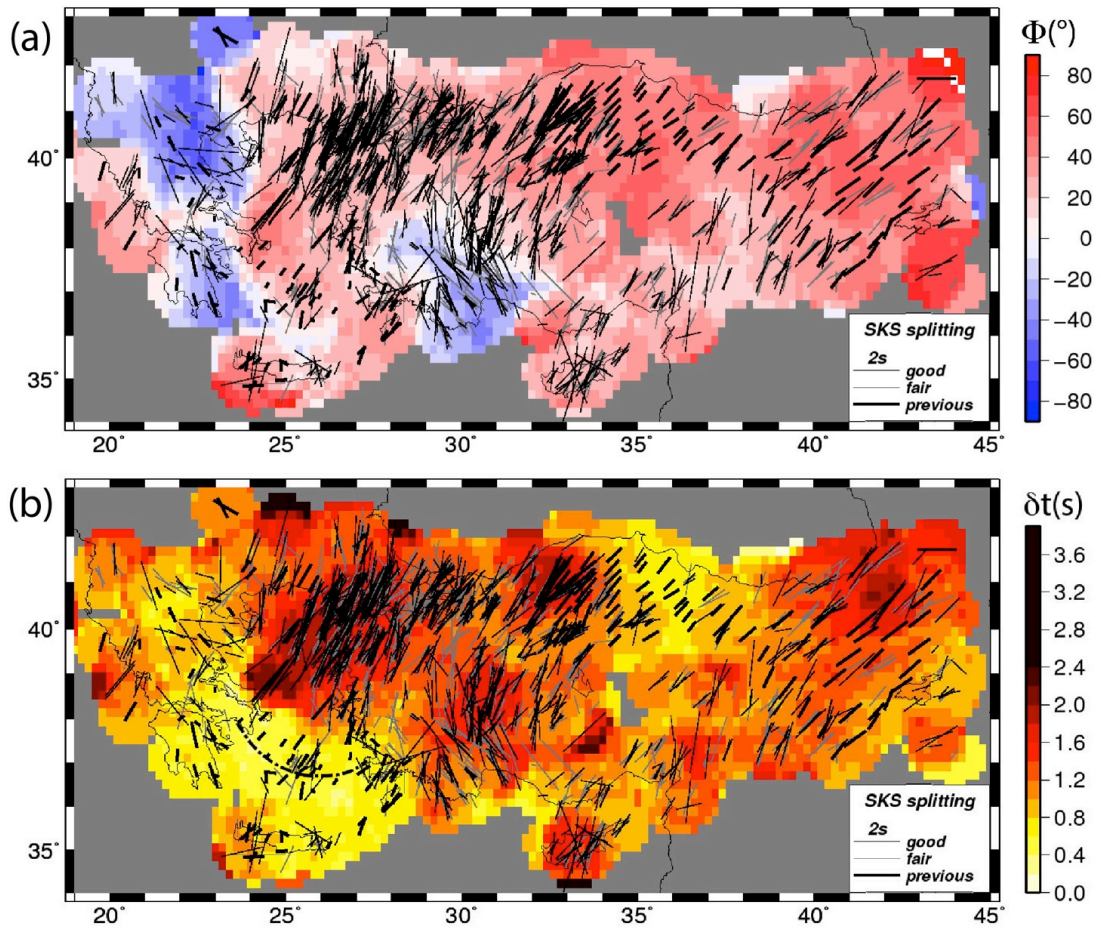 (a)
Φ(°)
80
60
40
20
0
−20
−40
−60
−80
40°
35°
SKS splitting
2s
good
fair
previous
20° 25° 30° 35° 40° 45°
(b)
δt(s)
3.6
3.2
2.8
2.4
2.0
1.6
1.2
0.8
0.4
0.0
40°
35°
SKS splitting
2s
good
fair
previous
20° 25° 30° 35° 40° 45°